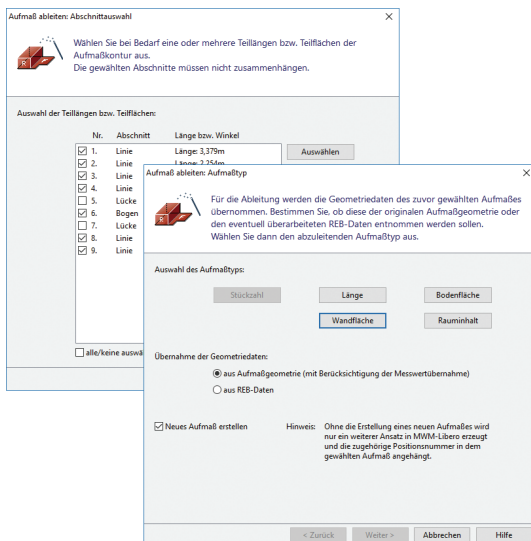 Aufmaß ableiten: Abschnittauswahl
Wählen Sie bei Bedarf eine oder mehrere Teillängen bzw. Teilflächen der
Aufmaßkontur aus.
Die gewählten Abschnitte müssen nicht zusammenhängen.
Auswahl der Teillängen bzw. Teilflächen:
Nr. Abschnitt Länge bzw. Winkel
1. Linie Länge: 3,379m
Auswählen
2. Linie Länge: 2,254m
3. Linie
4. Linie
5. Lücke
6. Bogen
7. Lücke
8. Linie
9. Linie
alle/keine auswä
Aufmaß ableiten: Aufmaßtyp
Für die Ableitung werden die Geometriedaten des zuvor gewählten Aufmaßes
übernommen. Bestimmen Sie, ob diese der originalen Aufmaßgeometrie oder
den eventuell überarbeiteten REB-Daten entnommen werden sollen.
Wählen Sie dann den abzuleitenden Aufmaßtyp aus.
Auswahl des Aufmaßtyps:
Stückzahl Länge Bodenfläche
Wandfläche Rauminhalt
Übernahme der Geometriedaten:
aus Aufmaßgeometrie (mit Berücksichtigung der Messwertübernahme)
aus REB-Daten
Neues Aufmaß erstellen
Hinweis: Ohne die Erstellung eines neuen Aufmaßes wird
nur ein weiterer Ansatz in MWM-Libero erzeugt
und die zugehörige Positionsnummer in dem
gewählten Aufmaß angehängt.
< Zurück Weiter > Abbrechen Hilfe